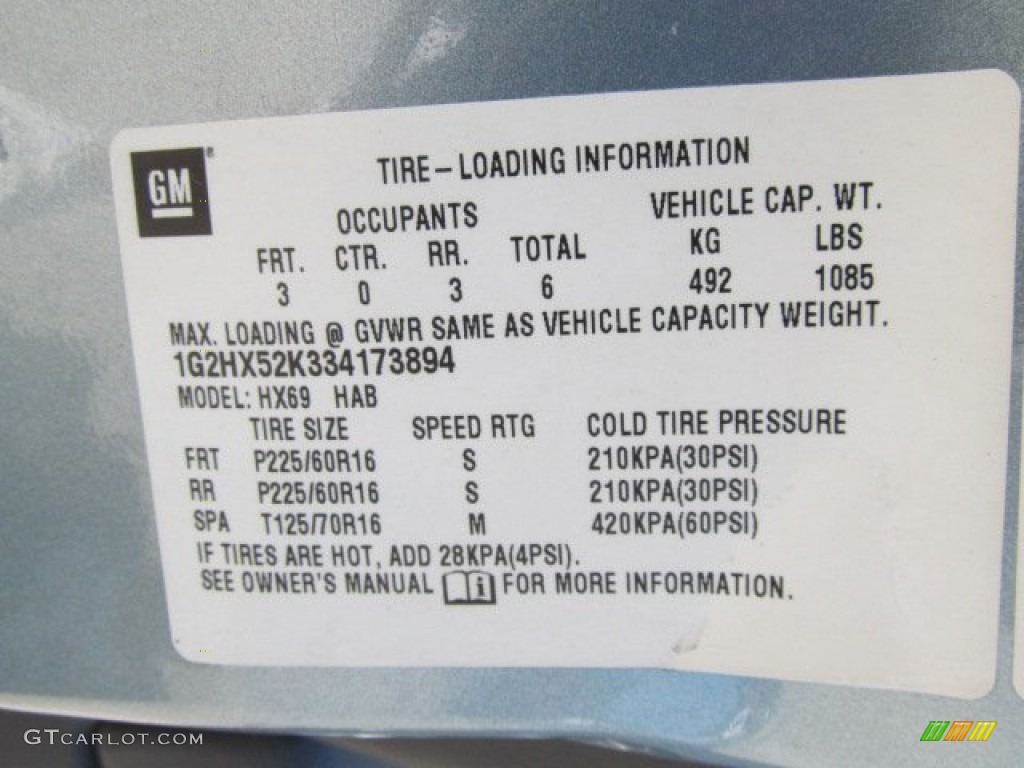 GM®
TIRE–LOADING INFORMATION
OCCUPANTS VEHICLE CAP. WT.
FRT. CTR. RR. TOTAL KG LBS
3 0 3 6 492 1085
MAX. LOADING @ GVWR SAME AS VEHICLE CAPACITY WEIGHT.
1G2HX52K334173894
MODEL: HX69 HAB
TIRE SIZE SPEED RTG COLD TIRE PRESSURE
FRT P225/60R16 S 210KPA(30PSI)
RR P225/60R16 S 210KPA(30PSI)
SPA T125/70R16 M 420KPA(60PSI)
IF TIRES ARE HOT, ADD 28KPA(4PSI).
SEE OWNER'S MANUAL i FOR MORE INFORMATION.
GTCARLOT.COM